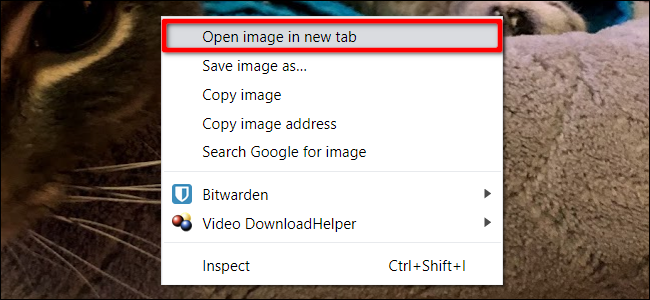 Open image in new tab
Save image as...
Copy image
Copy image address
Search Google for image
Bitwarden
Video DownloadHelper
Inspect Ctrl+Shift+I